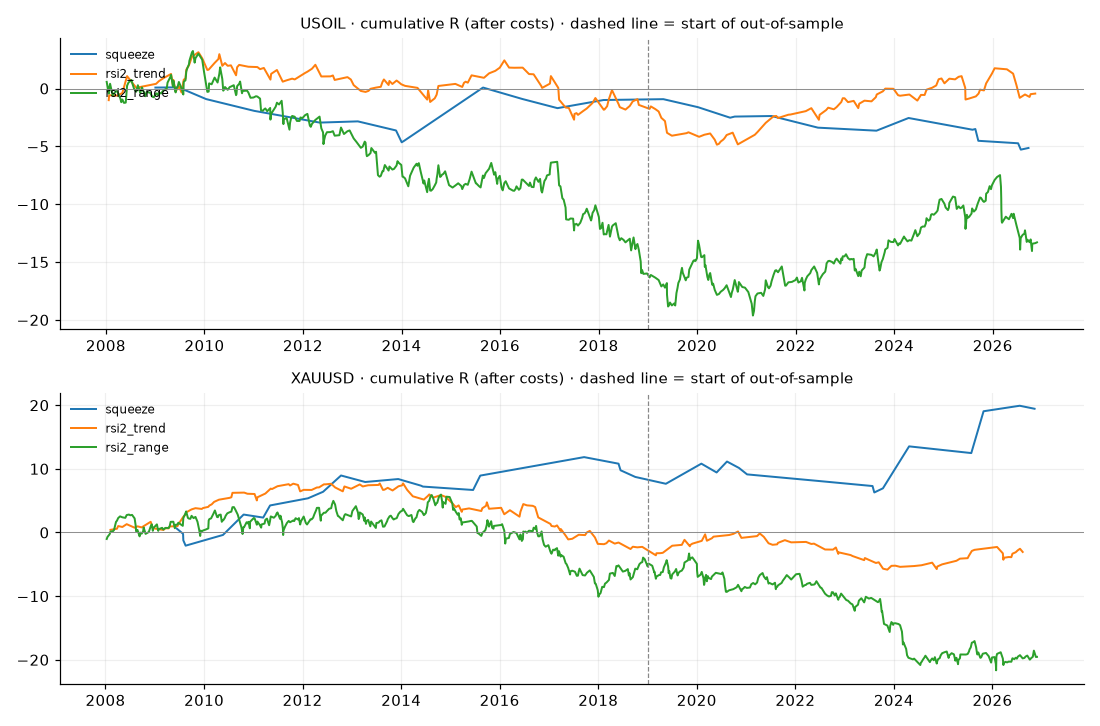 USOIL · cumulative R (after costs) · dashed line = start of out-of-sample
squeeze
rsi2_trend
rsi2_range
0
−5
−10
−15
−20
2008 2010 2012 2014 2016 2018 2020 2022 2024 2026
XAUUSD · cumulative R (after costs) · dashed line = start of out-of-sample
20
squeeze
rsi2_trend
rsi2_range
10
0
−10
−20
2008 2010 2012 2014 2016 2018 2020 2022 2024 2026